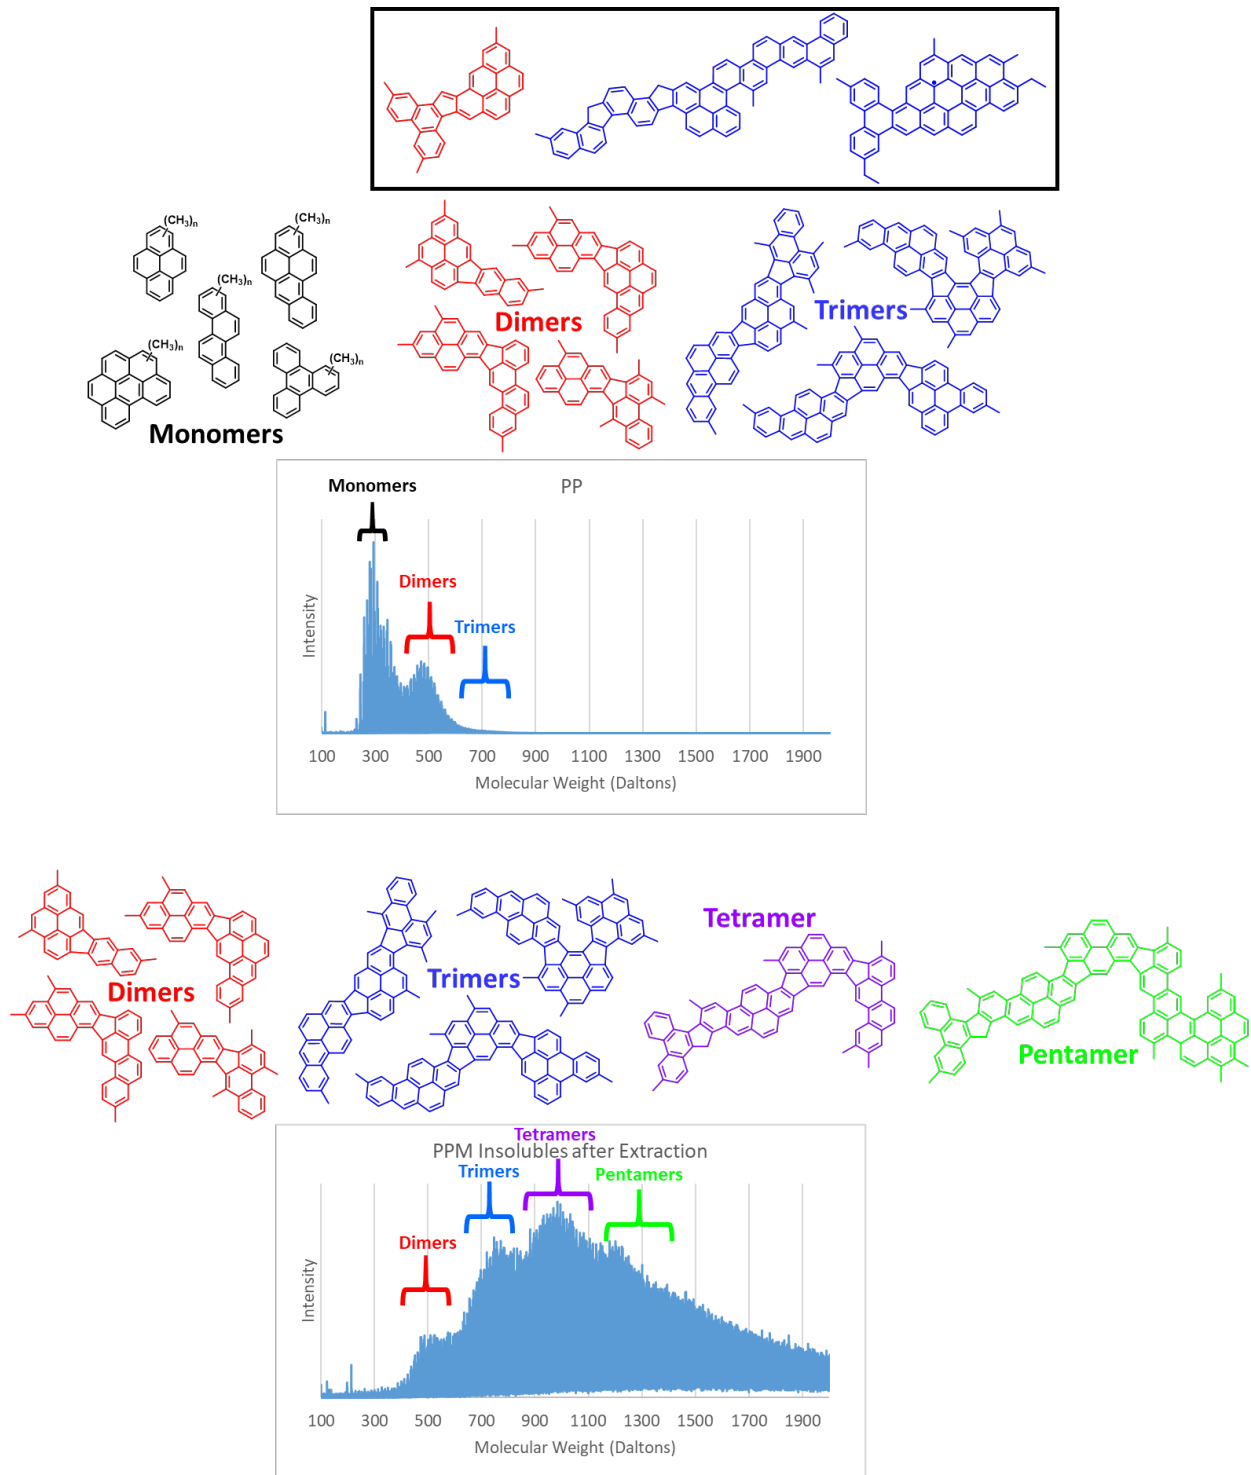 (CH₃)ₙ
(CH₃)ₙ
(CH₃)ₙ
(CH₃)ₙ
(CH₃)ₙ
Monomers
Dimers
Trimers
Monomers
PP
Dimers
Trimers
Intensity
100 300 500 700 900 1100 1300 1500 1700 1900
Molecular Weight (Daltons)
Dimers
Trimers
Tetramer
Pentamer
Tetramers
PPM Insolubles after Extraction
Trimers
Pentamers
Dimers
Intensity
100 300 500 700 900 1100 1300 1500 1700 1900
Molecular Weight (Daltons)